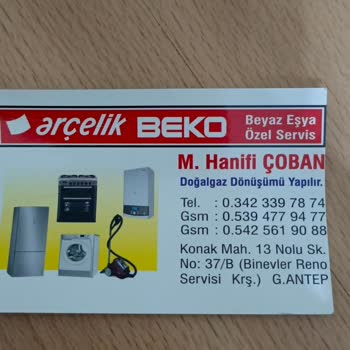 arçelik BEKO Beyaz Eşya
Özel Servis
M. Hanifi ÇOBAN
Doğalgaz Dönüşümü Yapılır.
Tel. : 0.342 339 78 74
Gsm : 0.539 477 94 77
Gsm : 0.542 561 90 88
Konak Mah. 13 Nolu Sk.
No: 37/B (Binevler Reno
Servisi Krş.) G.ANTEP